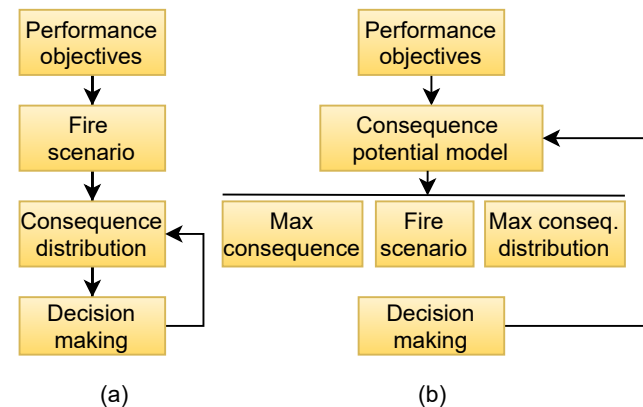 Performance
objectives
Fire
scenario
Consequence
distribution
Decision
making
(a)
Performance
objectives
Consequence
potential model
Max
consequence
Fire
scenario
Max conseq.
distribution
Decision
making
(b)